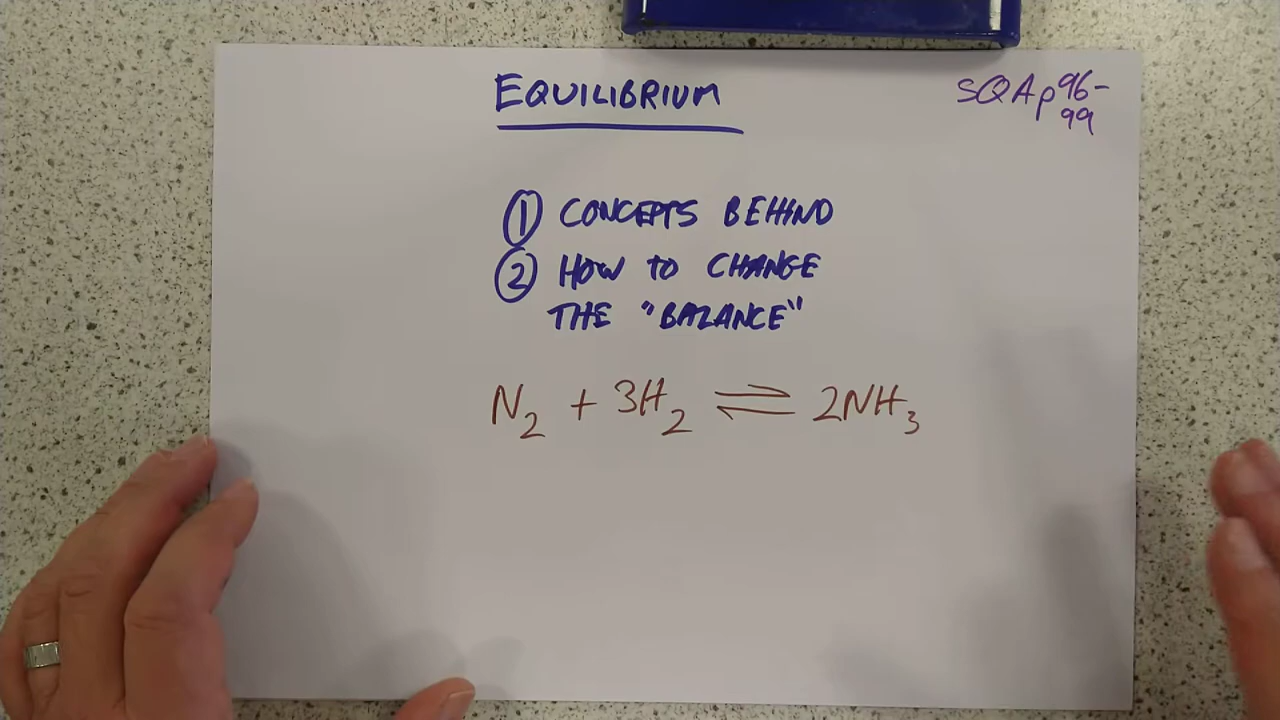 EQUILIBRIUM
SQA p96-
99
① CONCEPTS BEHIND
② HOW TO CHANGE
THE "BALANCE"
N₂ + 3H₂ ⇌ 2NH₃